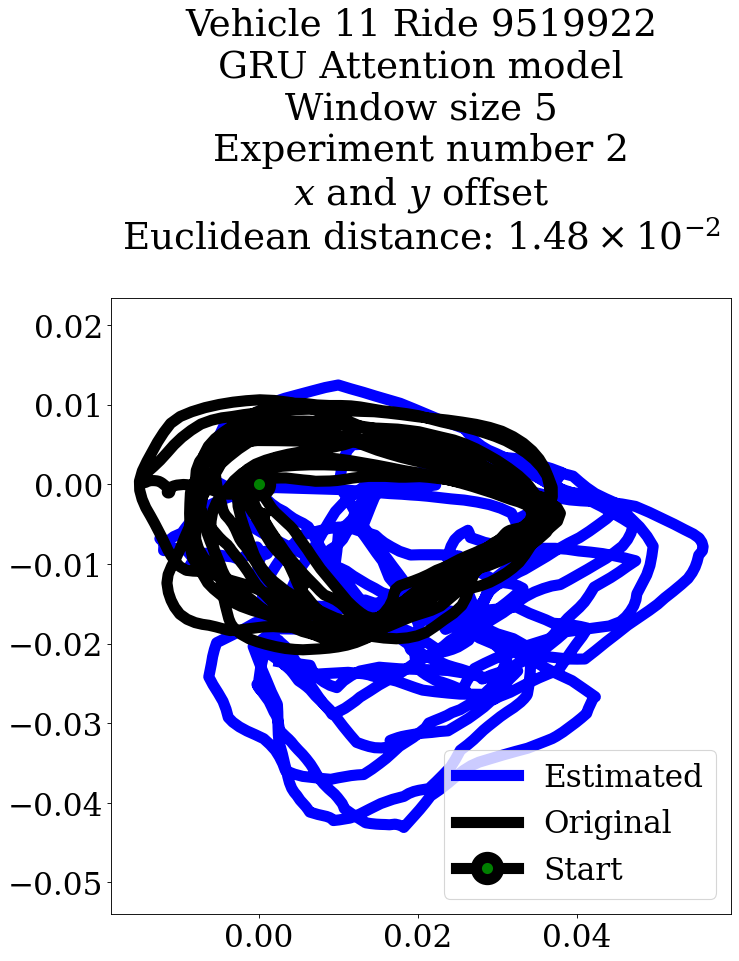 Vehicle 11 Ride 9519922
GRU Attention model
Window size 5
Experiment number 2
x and y offset
Euclidean distance: 1.48 × 10⁻²
0.02
0.01
0.00
−0.01
−0.02
−0.03
−0.04
−0.05
Estimated
Original
Start
0.00 0.02 0.04